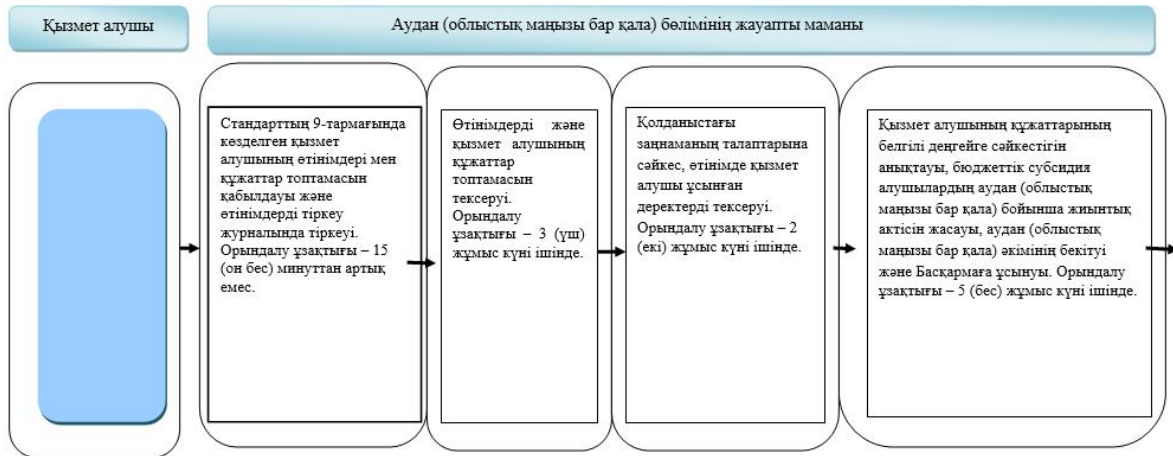 Қызмет алушы
Аудан (облыстық маңызы бар қала) бөлімінің жауапты маманы
Стандарттың 9-тармағында
көзделген қызмет
алушының өтінімдері мен
құжаттар топтамасын
қабылдауы және
өтінімдерді тіркеу
журналында тіркеуі.
Орындалу ұзақтығы – 15
(он бес) минуттан артық
емес.
Өтінімдерді және
қызмет алушының
құжаттар
топтамасын
тексеруі.
Орындалу
ұзақтығы – 3 (үш)
жұмыс күні ішінде.
Қолданыстағы
заңнаманың талаптарына
сәйкес, өтінімде қызмет
алушы ұсынған
деректерді тексеруі.
Орындалу ұзақтығы – 2
(екі) жұмыс күні ішінде.
Қызмет алушының құжаттарының
белгілі деңгейге сәйкестігін
анықтауы, бюджеттік субсидия
алушылардың аудан (облыстық
маңызы бар қала) бойынша жиынтық
актісін жасауы, аудан (облыстық
маңызы бар қала) әкімінің бекітуі
және Басқармаға ұсынуы. Орындалу
ұзақтығы – 5 (бес) жұмыс күні ішінде.